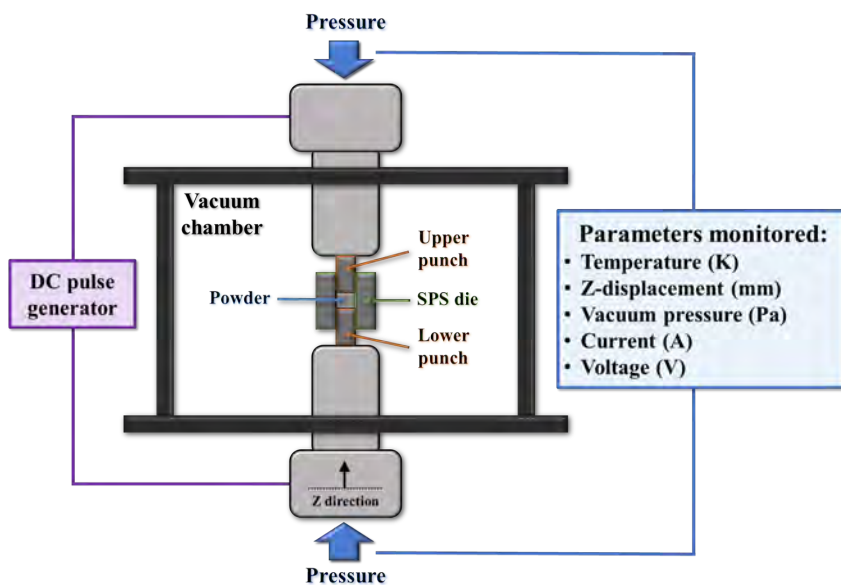 Pressure
Vacuum
chamber
Upper
punch
Powder
SPS die
Lower
punch
DC pulse
generator
Parameters monitored:
• Temperature (K)
• Z-displacement (mm)
• Vacuum pressure (Pa)
• Current (A)
• Voltage (V)
Z direction
Pressure